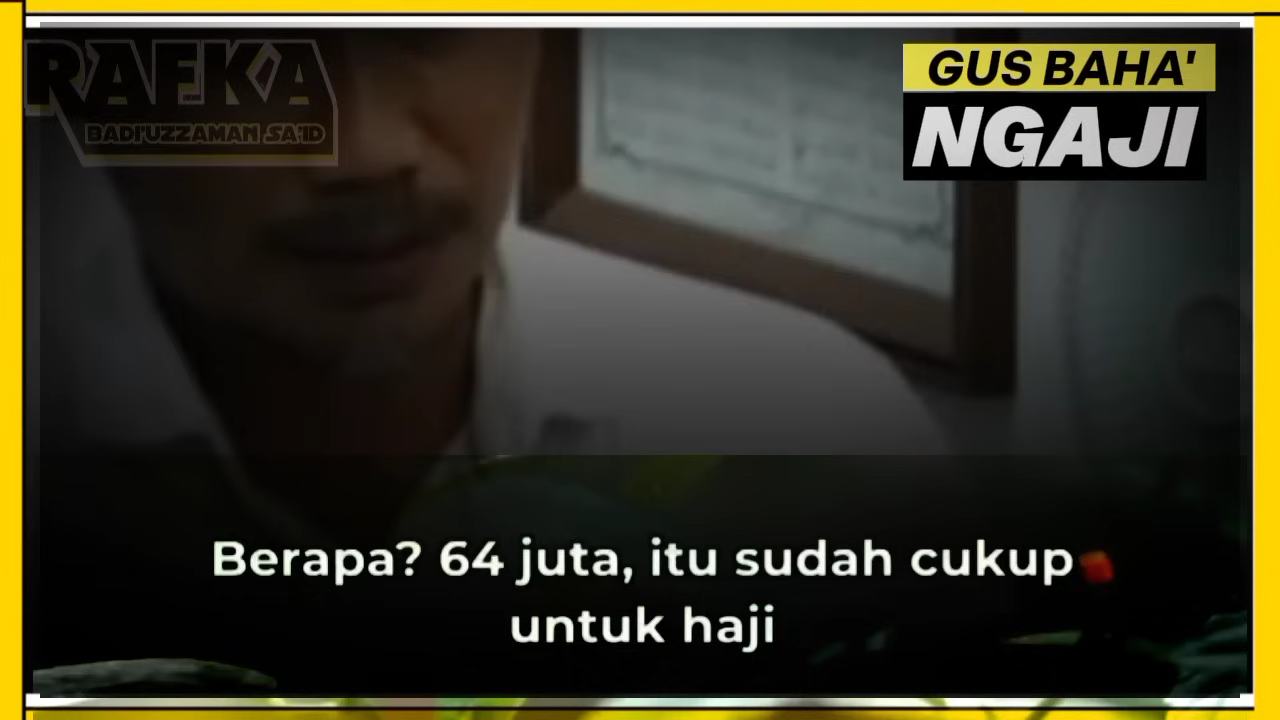 RAFKA
BADI'UZZAMAN SA'ID
GUS BAHA'
NGAJI
Berapa? 64 juta, itu sudah cukup
untuk haji